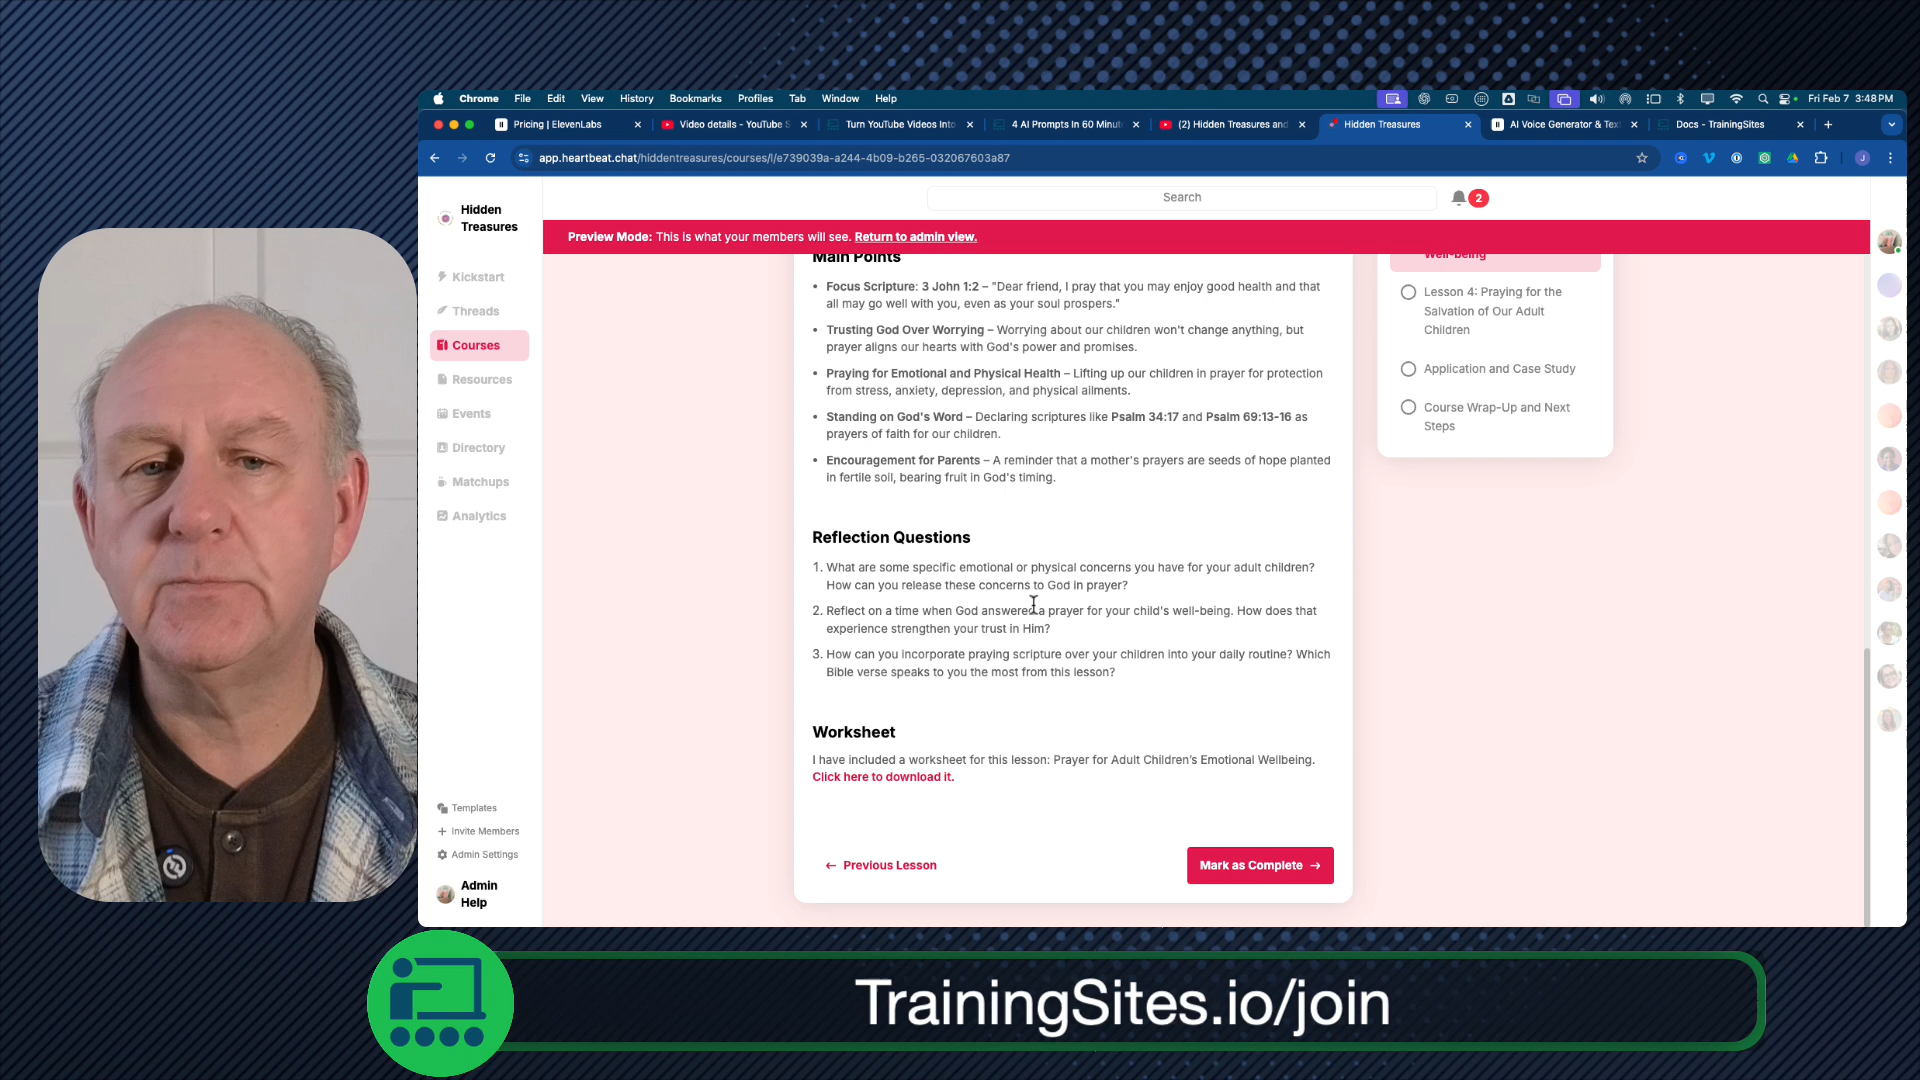 Chrome File Edit View History Bookmarks Profiles Tab Window Help
Fri Feb 7 3:48 PM
Pricing | ElevenLabs
Video details - YouTube S
Turn YouTube Videos Into
4 AI Prompts In 60 Minut
(2) Hidden Treasures and
Hidden Treasures
AI Voice Generator & Tex
Docs - TrainingSites
app.heartbeat.chat/hiddentreasures/courses/l/e739039a-a244-4b09-b265-032067603a87
J
Hidden
Treasures
Kickstart
Threads
Courses
Resources
Events
Directory
Matchups
Analytics
Templates
Invite Members
Admin Settings
Admin
Help
Search
2
Preview Mode: This is what your members will see. Return to admin view.
Main Points
• Focus Scripture: 3 John 1:2 – "Dear friend, I pray that you may enjoy good health and that
all may go well with you, even as your soul prospers."
• Trusting God Over Worrying – Worrying about our children won't change anything, but
prayer aligns our hearts with God's power and promises.
• Praying for Emotional and Physical Health – Lifting up our children in prayer for protection
from stress, anxiety, depression, and physical ailments.
• Standing on God's Word – Declaring scriptures like Psalm 34:17 and Psalm 69:13-16 as
prayers of faith for our children.
• Encouragement for Parents – A reminder that a mother's prayers are seeds of hope planted
in fertile soil, bearing fruit in God's timing.
Reflection Questions
1. What are some specific emotional or physical concerns you have for your adult children?
How can you release these concerns to God in prayer?
2. Reflect on a time when God answered a prayer for your child's well-being. How does that
experience strengthen your trust in Him?
3. How can you incorporate praying scripture over your children into your daily routine? Which
Bible verse speaks to you the most from this lesson?
Worksheet
I have included a worksheet for this lesson: Prayer for Adult Children's Emotional Wellbeing.
Click here to download it.
← Previous Lesson
Mark as Complete →
Well-being
Lesson 4: Praying for the
Salvation of Our Adult
Children
Application and Case Study
Course Wrap-Up and Next
Steps
TrainingSites.io/join